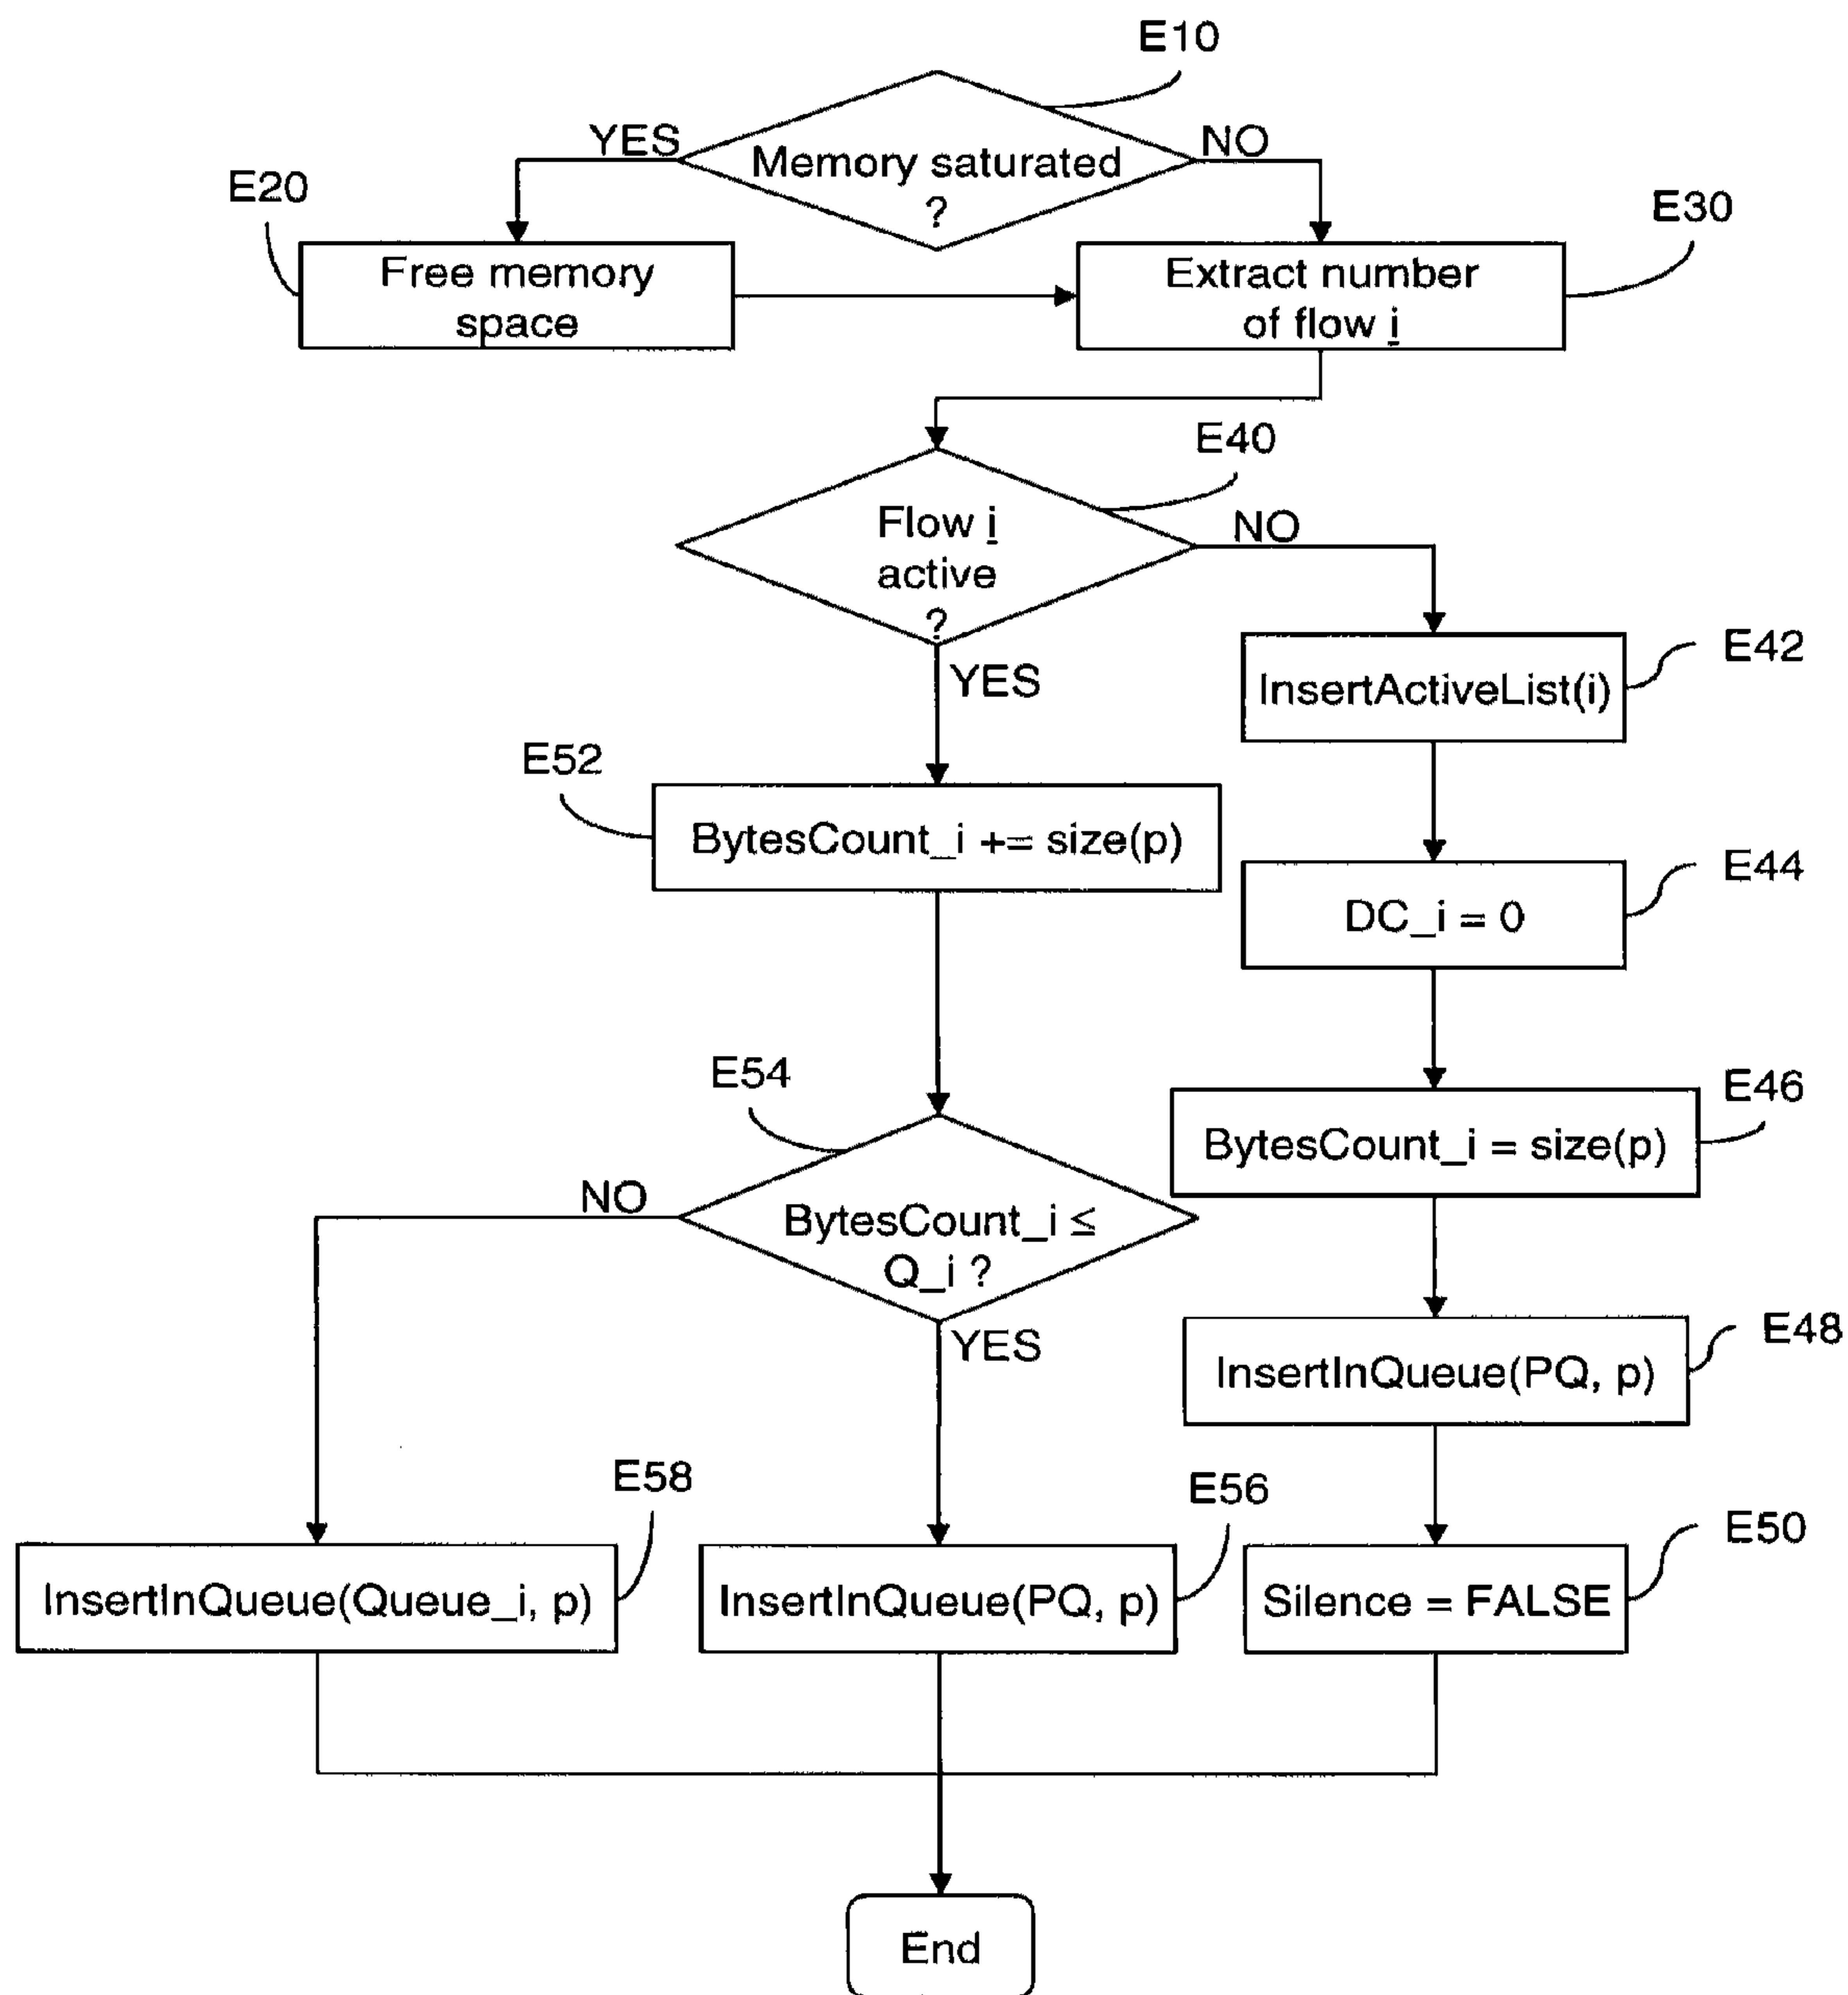 E10
YES
NO
Memory saturated
?
E20
E30
Free memory
space
Extract number
of flow i
E40
Flow i
active
?
NO
YES
E42
InsertActiveList(i)
E52
BytesCount_i += size(p)
E44
DC_i = 0
E54
E46
BytesCount_i = size(p)
NO
BytesCount_i ≤
Q_i ?
YES
E48
InsertInQueue(PQ, p)
E58
E56
E50
InsertInQueue(Queue_i, p)
InsertInQueue(PQ, p)
Silence = FALSE
End